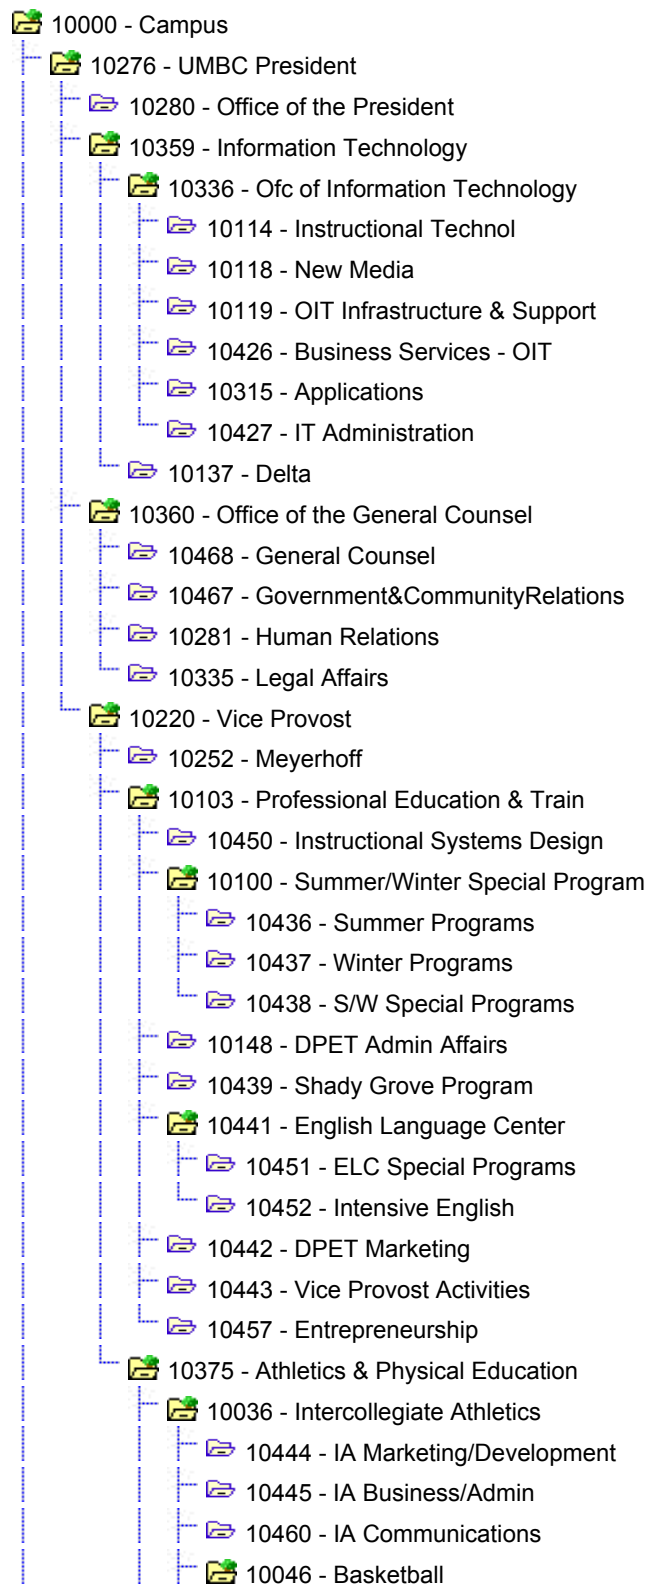 10000 - Campus
10276 - UMBC President
10280 - Office of the President
10359 - Information Technology
10336 - Ofc of Information Technology
10114 - Instructional Technol
10118 - New Media
10119 - OIT Infrastructure & Support
10426 - Business Services - OIT
10315 - Applications
10427 - IT Administration
10137 - Delta
10360 - Office of the General Counsel
10468 - General Counsel
10467 - Government&CommunityRelations
10281 - Human Relations
10335 - Legal Affairs
10220 - Vice Provost
10252 - Meyerhoff
10103 - Professional Education & Train
10450 - Instructional Systems Design
10100 - Summer/Winter Special Program
10436 - Summer Programs
10437 - Winter Programs
10438 - S/W Special Programs
10148 - DPET Admin Affairs
10439 - Shady Grove Program
10441 - English Language Center
10451 - ELC Special Programs
10452 - Intensive English
10442 - DPET Marketing
10443 - Vice Provost Activities
10457 - Entrepreneurship
10375 - Athletics & Physical Education
10036 - Intercollegiate Athletics
10444 - IA Marketing/Development
10445 - IA Business/Admin
10460 - IA Communications
10046 - Basketball